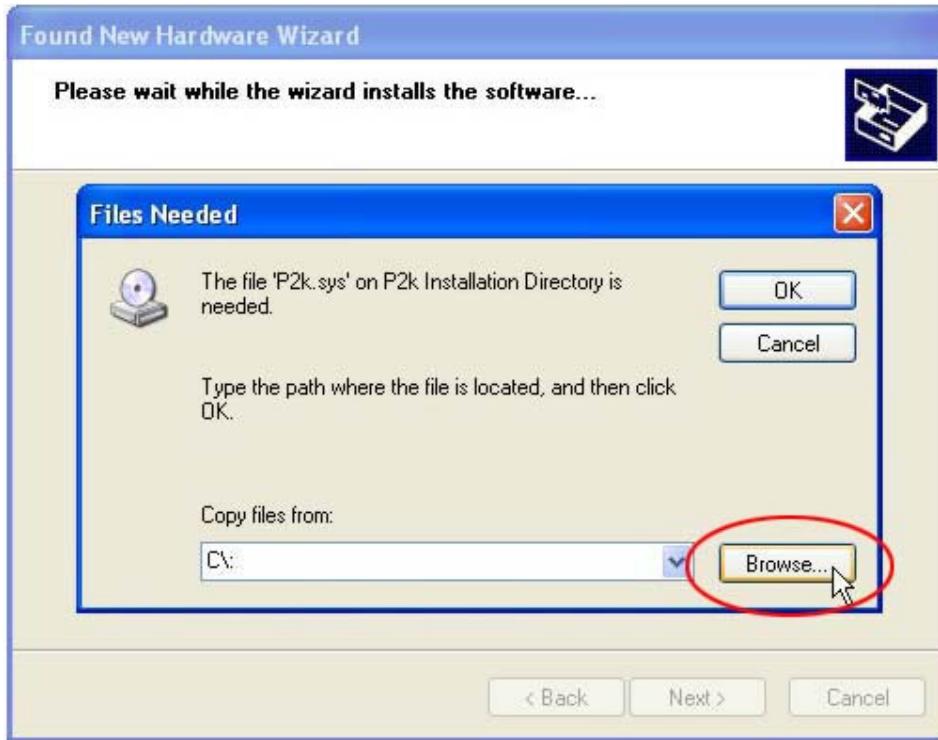 Found New Hardware Wizard
Please wait while the wizard installs the software...
Files Needed
The file 'P2k.sys' on P2k Installation Directory is
needed.
OK
Cancel
Type the path where the file is located, and then click
OK.
Copy files from:
C\:
Browse...
< Back
Next >
Cancel